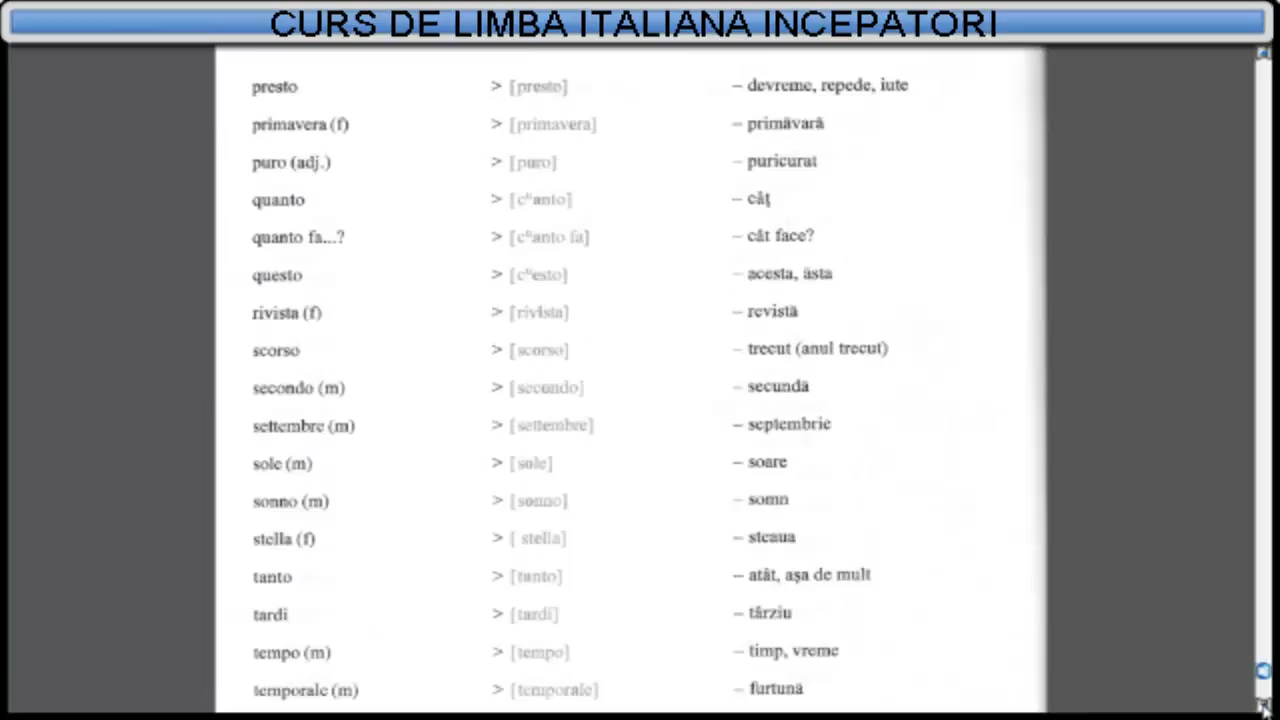 CURS DE LIMBA ITALIANA INCEPATORI
presto > [presto] – devreme, repede, iute
primavera (f) > [primavera] – primăvară
puro (adj.) > [puro] – puricurat
quanto > [cᵘanto] – câţ
quanto fa...? > [cᵘanto fa] – cât face?
questo > [cᵘesto] – acesta, ăsta
rivista (f) > [rivista] – revistă
scorso > [scorso] – trecut (anul trecut)
secondo (m) > [secondo] – secundă
settembre (m) > [settembre] – septembrie
sole (m) > [sole] – soare
sonno (m) > [sonno] – somn
stella (f) > [ stella] – steaua
tanto > [tanto] – atât, aşa de mult
tardi > [tardi] – târziu
tempo (m) > [tempo] – timp, vreme
temporale (m) > [temporale] – furtună